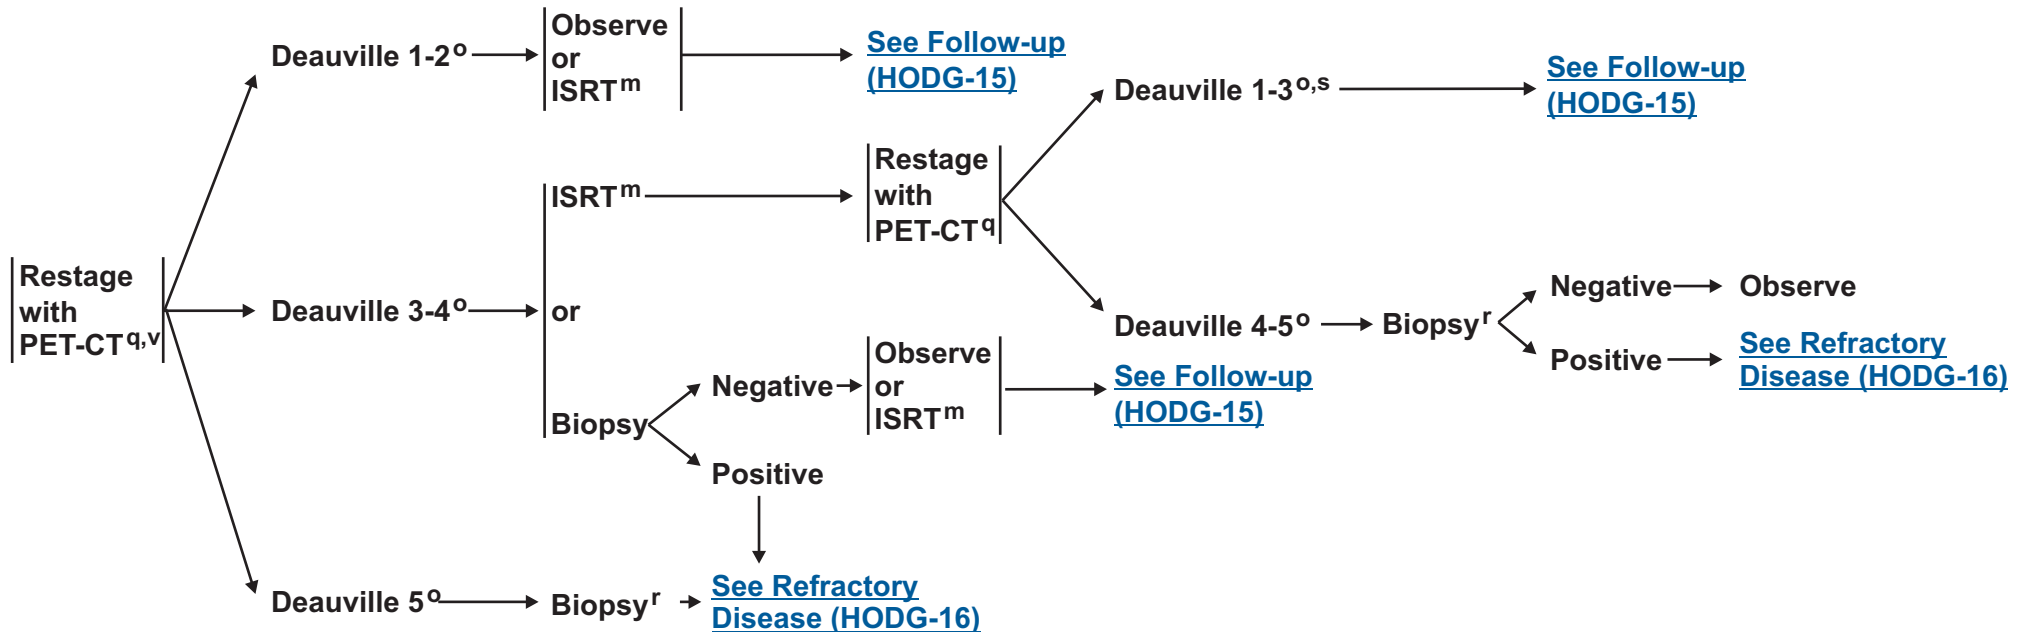 Restage
with
PET-CTq,v
Deauville 1-2o
Observe
or
ISRTm
See Follow-up
(HODG-15)
Deauville 3-4o
ISRTm
or
Biopsy
Restage
with
PET-CTq
Deauville 1-3o,s
See Follow-up
(HODG-15)
Deauville 4-5o
Biopsyr
Negative
Observe
Positive
See Refractory
Disease (HODG-16)
Negative
Observe
or
ISRTm
See Follow-up
(HODG-15)
Positive
Deauville 5o
Biopsyr
See Refractory
Disease (HODG-16)